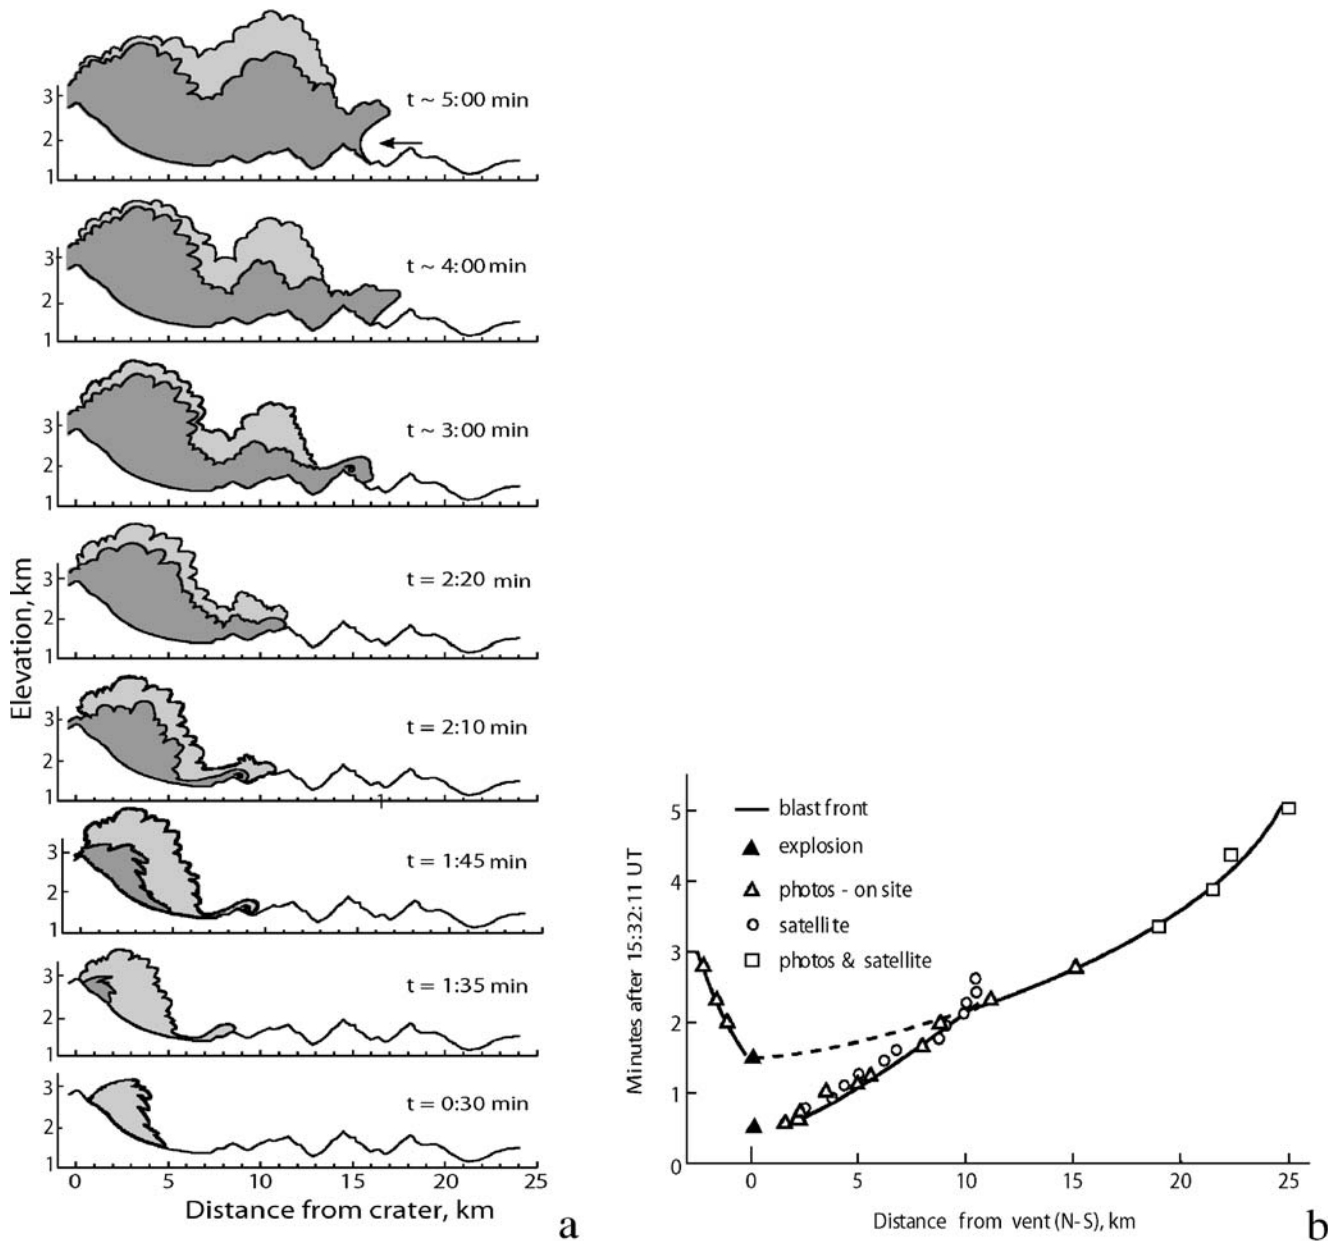 3
2
1
t ~ 5:00 min
3
2
1
t ~ 4:00 min
3
2
1
t ~ 3:00 min
3
2
1
t = 2:20 min
3
2
1
t = 2:10 min
3
2
1
t = 1:45 min
3
2
1
t = 1:35 min
3
2
1
t = 0:30 min
0 5 10 15 20 25
Elevation, km
Distance from crater, km
a
5
4
3
2
1
0
Minutes after 15:32:11 UT
blast front
explosion
photos - on site
satellite
photos & satellite
0 5 10 15 20 25
Distance from vent (N-S), km
b